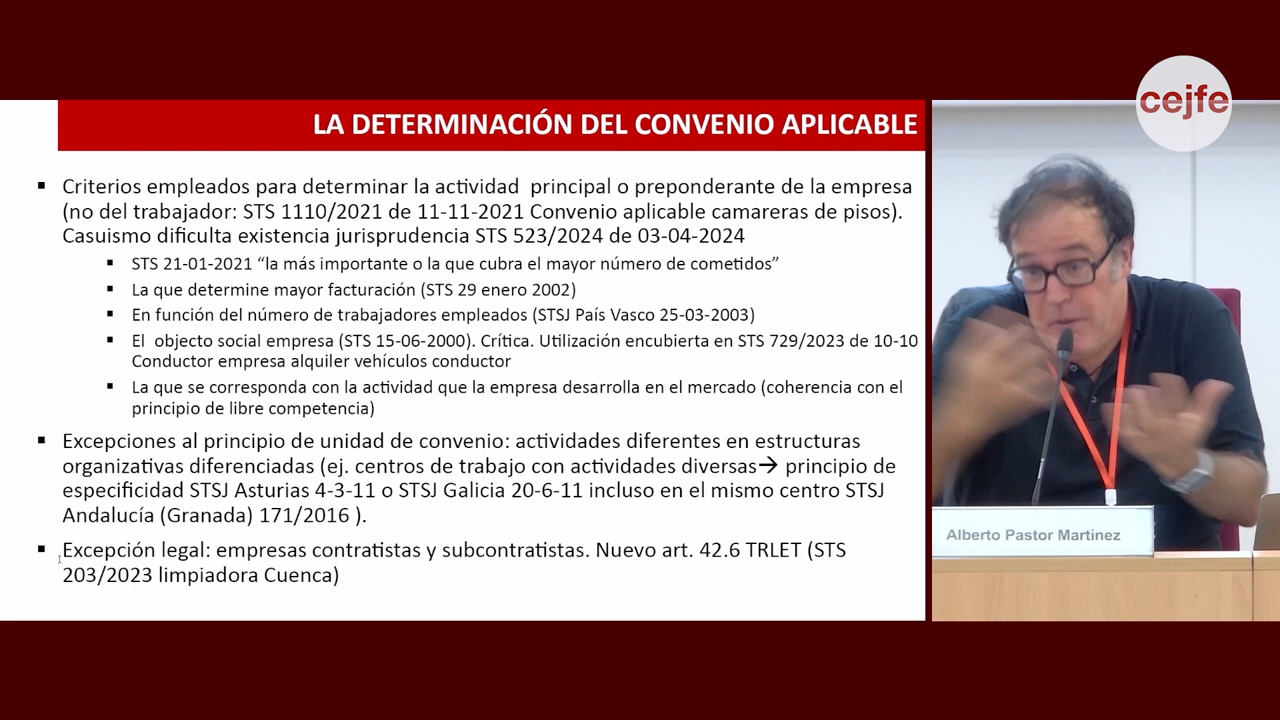 cejfe
LA DETERMINACIÓN DEL CONVENIO APLICABLE
▪ Criterios empleados para determinar la actividad principal o preponderante de la empresa
(no del trabajador: STS 1110/2021 de 11-11-2021 Convenio aplicable camareras de pisos).
Casuismo dificulta existencia jurisprudencia STS 523/2024 de 03-04-2024
▪ STS 21-01-2021 “la más importante o la que cubra el mayor número de cometidos”
▪ La que determine mayor facturación (STS 29 enero 2002)
▪ En función del número de trabajadores empleados (STSJ País Vasco 25-03-2003)
▪ El objecto social empresa (STS 15-06-2000). Crítica. Utilización encubierta en STS 729/2023 de 10-10
Conductor empresa alquiler vehículos conductor
▪ La que se corresponda con la actividad que la empresa desarrolla en el mercado (coherencia con el
principio de libre competencia)
▪ Excepciones al principio de unidad de convenio: actividades diferentes en estructuras
organizativas diferenciadas (ej. centros de trabajo con actividades diversas→ principio de
especificidad STSJ Asturias 4-3-11 o STSJ Galicia 20-6-11 incluso en el mismo centro STSJ
Andalucía (Granada) 171/2016 ).
▪ Excepción legal: empresas contratistas y subcontratistas. Nuevo art. 42.6 TRLET (STS
203/2023 limpiadora Cuenca)
Alberto Pastor Martínez